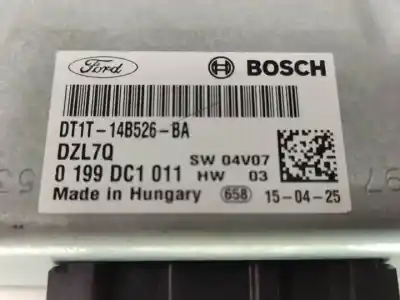 Ford BOSCH
DT1T-14B526-BA
DZL7Q SW 04V07
0 199 DC1 011 HW 03
Made in Hungary 658 15-04-25